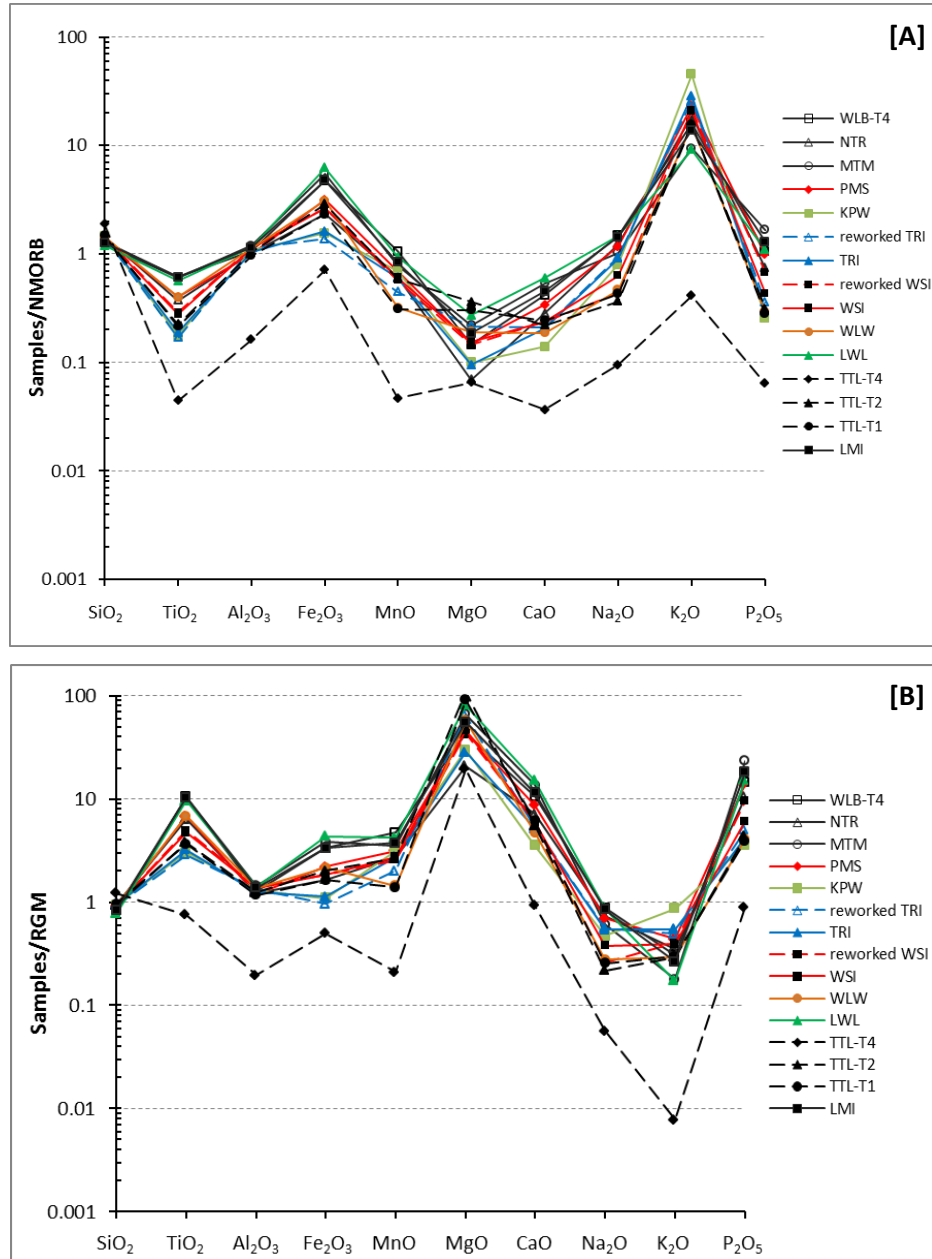 [A]
Samples/NMORB
100
10
1
0.1
0.01
0.001
SiO₂ TiO₂ Al₂O₃ Fe₂O₃ MnO MgO CaO Na₂O K₂O P₂O₅
WLB-T4
NTR
MTM
PMS
KPW
reworked TRI
TRI
reworked WSI
WSI
WLW
LWL
TTL-T4
TTL-T2
TTL-T1
LMI
[B]
Samples/RGM
100
10
1
0.1
0.01
0.001
SiO₂ TiO₂ Al₂O₃ Fe₂O₃ MnO MgO CaO Na₂O K₂O P₂O₅
WLB-T4
NTR
MTM
PMS
KPW
reworked TRI
TRI
reworked WSI
WSI
WLW
LWL
TTL-T4
TTL-T2
TTL-T1
LMI